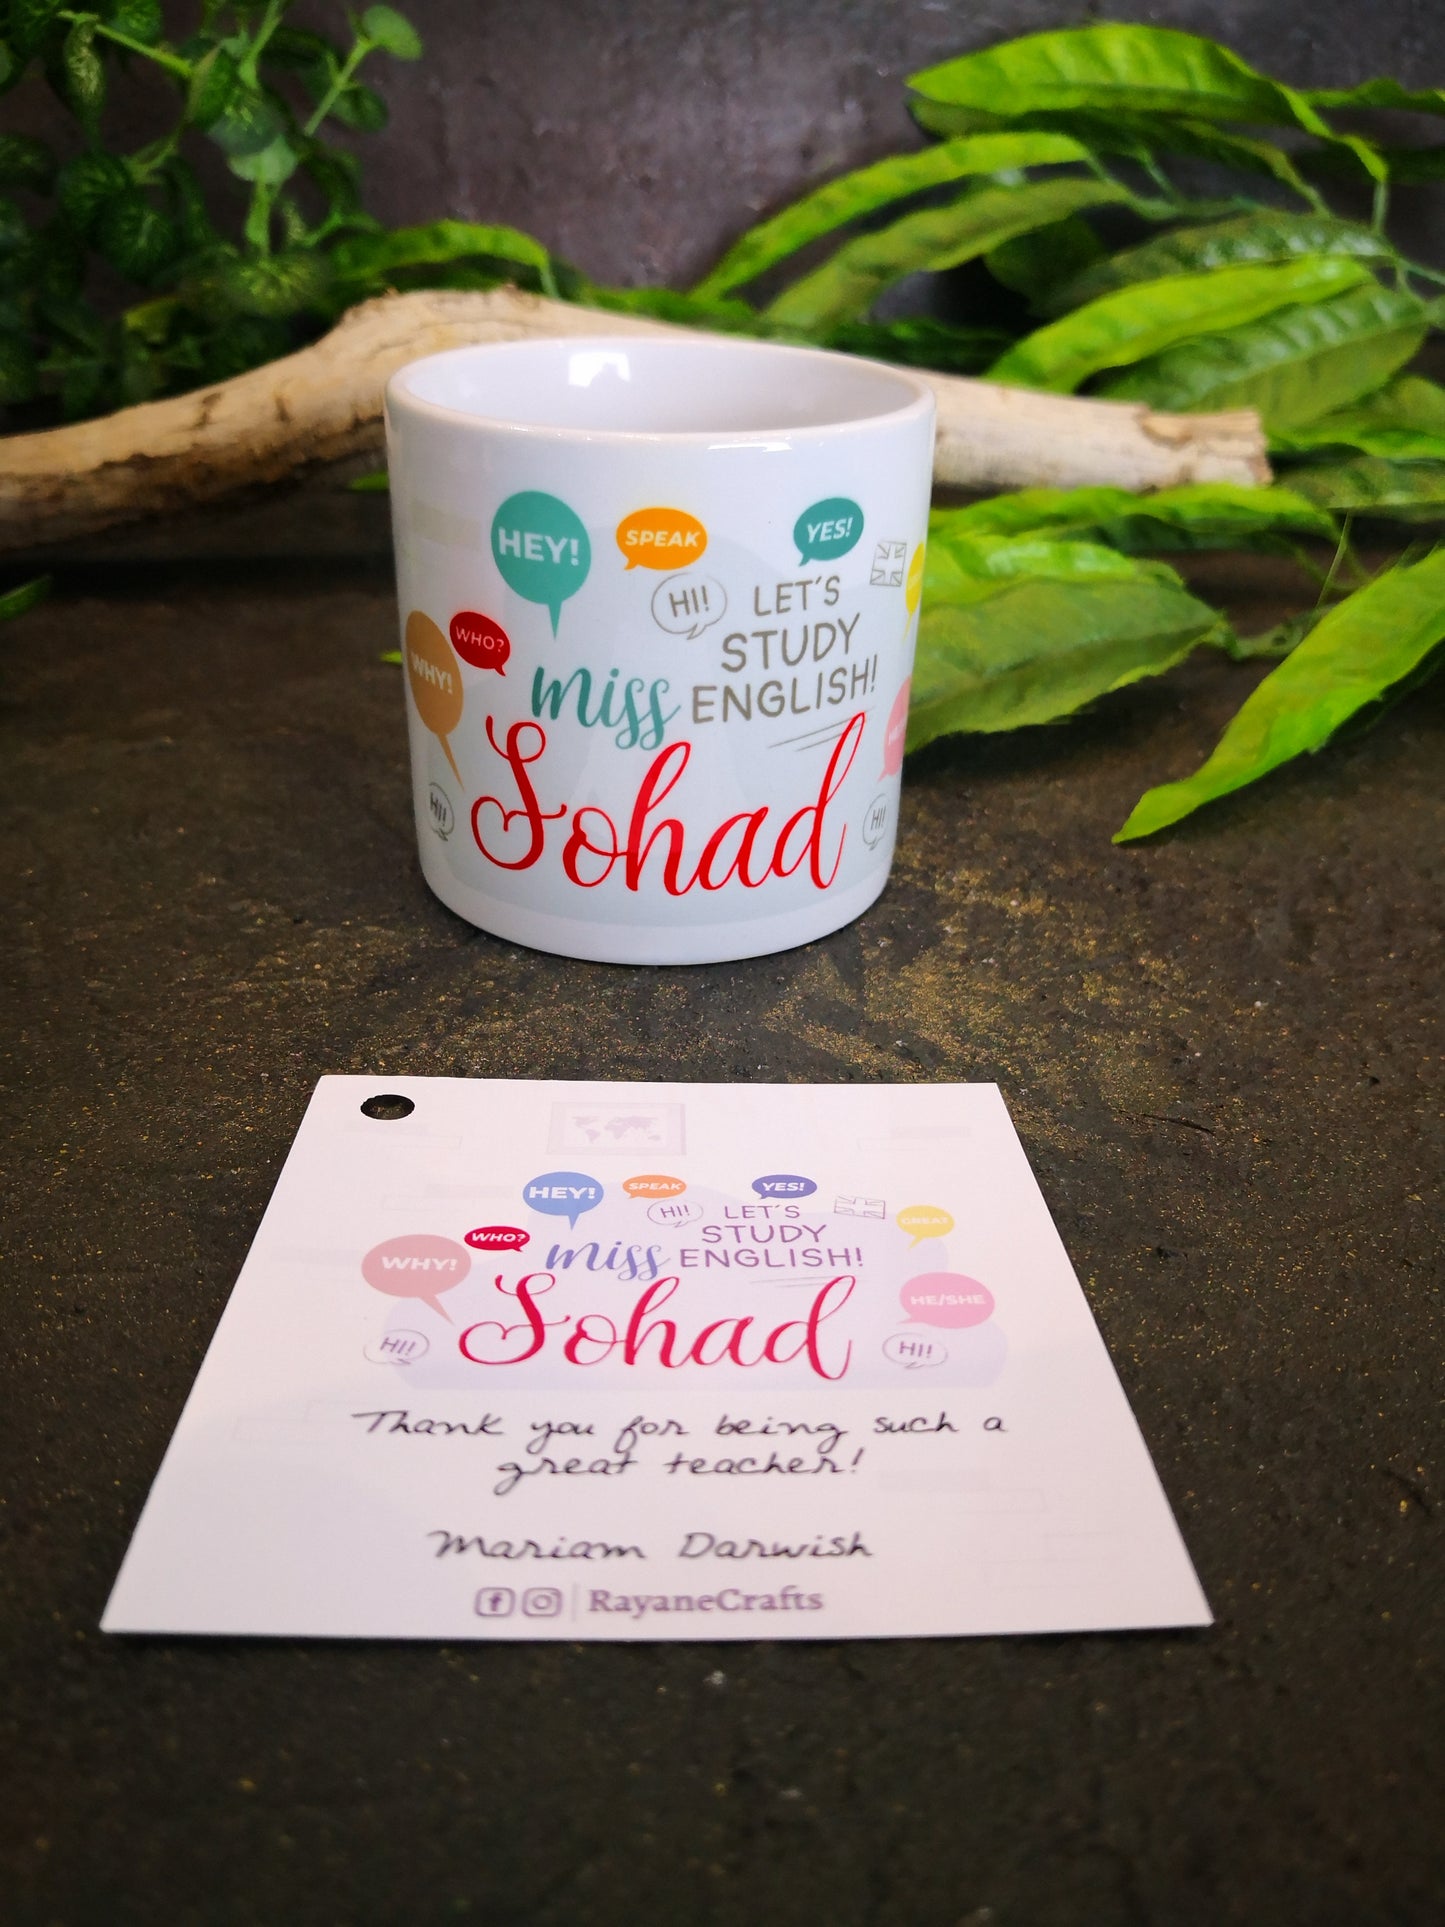 HEY!
SPEAK
YES!
HI!
LET'S
STUDY
ENGLISH!
WHO?
WHY!
miss
Sohad
HI!
HI!
HEY!
SPEAK
YES!
HI!
LET'S
STUDY
ENGLISH!
GREAT
WHO?
WHY!
miss
Sohad
HE/SHE
HI!
HI!
Thank you for being such a
great teacher!
Mariam Darwish
RayaneCrafts